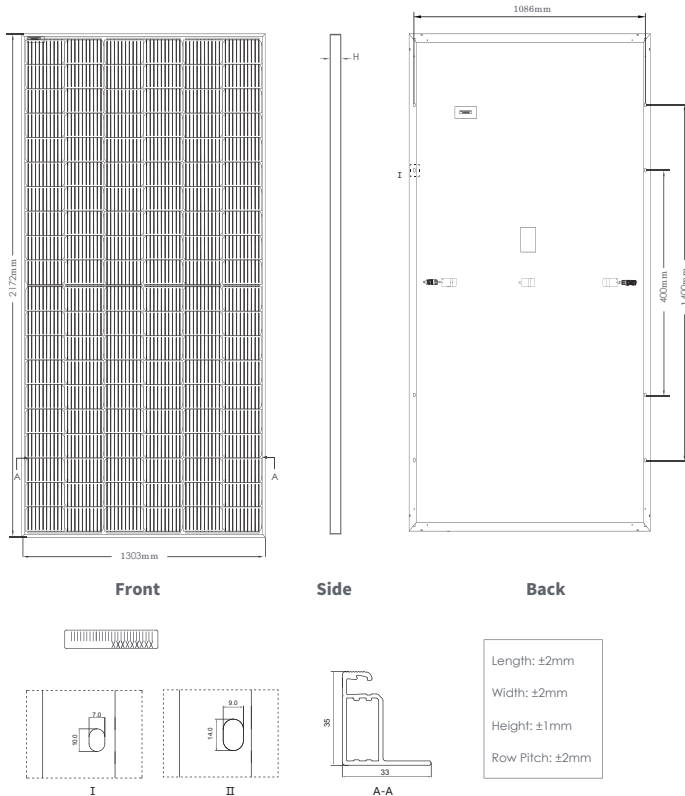 1086mm
H
I
2172mm
400mm
1400mm
A
A
1303mm
Front
Side
Back
7.0
10.0
9.0
14.0
35
33
I
II
A-A
Length: ±2mm
Width: ±2mm
Height: ±1mm
Row Pitch: ±2mm